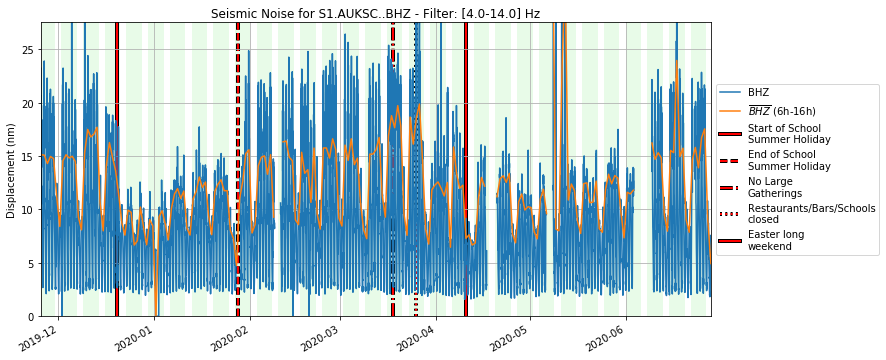 Seismic Noise for S1.AUKSC..BHZ - Filter: [4.0-14.0] Hz
Displacement (nm)
25
20
15
10
5
0
2019-12
2020-01
2020-02
2020-03
2020-04
2020-05
2020-06
BHZ
BHZ (6h-16h)
Start of School
Summer Holiday
End of School
Summer Holiday
No Large
Gatherings
Restaurants/Bars/Schools
closed
Easter long
weekend